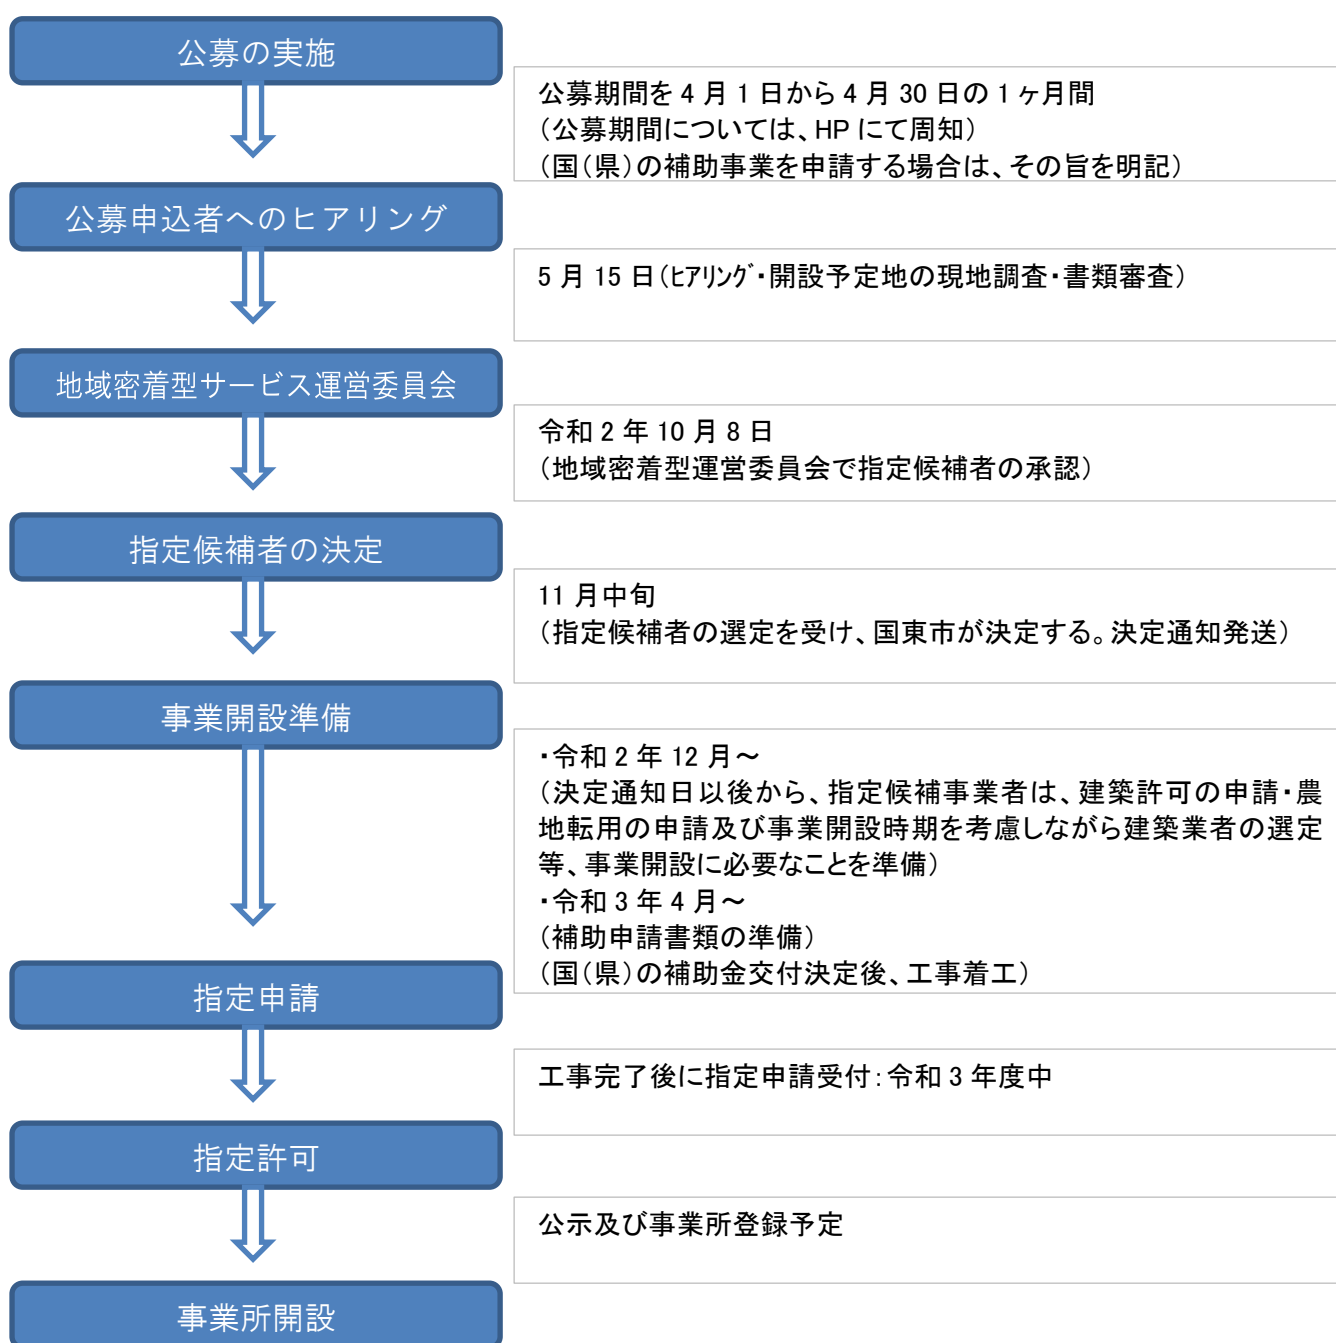 公募の実施
公募期間を 4 月 1 日から 4 月 30 日の 1 ヶ月間
（公募期間については、HP にて周知）
（国（県）の補助事業を申請する場合は、その旨を明記）
公募申込者へのヒアリング
5 月 15 日（ﾋｱﾘﾝｸﾞ・開設予定地の現地調査・書類審査）
地域密着型サービス運営委員会
令和 2 年 10 月 8 日
（地域密着型運営委員会で指定候補者の承認）
指定候補者の決定
11 月中旬
（指定候補者の選定を受け、国東市が決定する。決定通知発送）
事業開設準備
・令和 2 年 12 月～
（決定通知日以後から、指定候補事業者は、建築許可の申請・農
地転用の申請及び事業開設時期を考慮しながら建築業者の選定
等、事業開設に必要なことを準備）
・令和 3 年 4 月～
（補助申請書類の準備）
（国（県）の補助金交付決定後、工事着工）
指定申請
工事完了後に指定申請受付：令和 3 年度中
指定許可
公示及び事業所登録予定
事業所開設